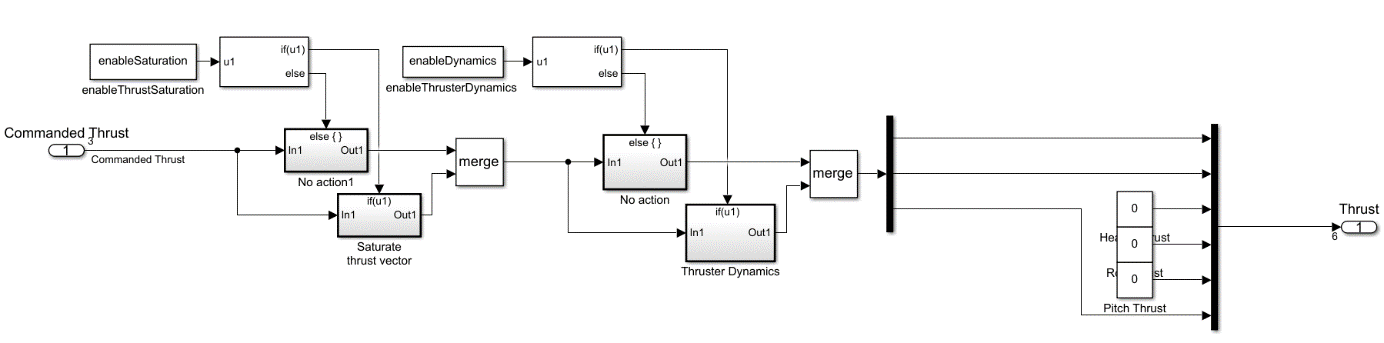 enableSaturation
enableThrustSaturation
u1
if(u1)
else
enableDynamics
enableThrusterDynamics
u1
if(u1)
else
Commanded Thrust
1
3
Commanded Thrust
else { }
In1
Out1
No action1
if(u1)
In1
Out1
Saturate
thrust vector
merge
else { }
In1
Out1
No action
if(u1)
In1
Out1
Thruster Dynamics
merge
0
0
0
Pitch Thrust
Thrust
1
6